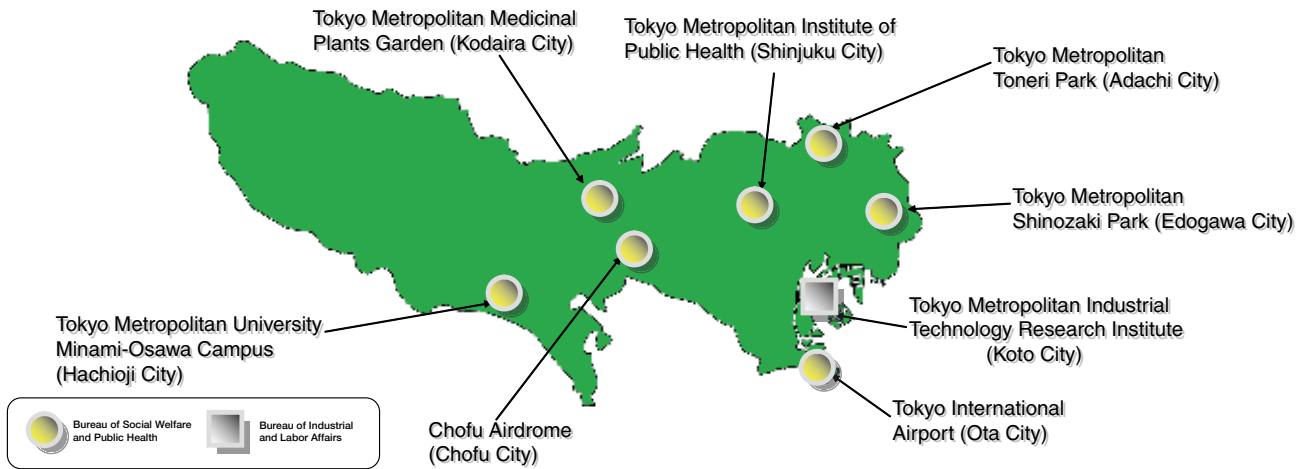 Tokyo Metropolitan Medicinal
Plants Garden (Kodaira City)
Tokyo Metropolitan Institute of
Public Health (Shinjuku City)
Tokyo Metropolitan
Toneri Park (Adachi City)
Tokyo Metropolitan
Shinozaki Park (Edogawa City)
Tokyo Metropolitan Industrial
Technology Research Institute
(Koto City)
Tokyo Metropolitan University
Minami-Osawa Campus
(Hachioji City)
Chofu Airdrome
(Chofu City)
Tokyo International
Airport (Ota City)
Bureau of Social Welfare
and Public Health
Bureau of Industrial
and Labor Affairs